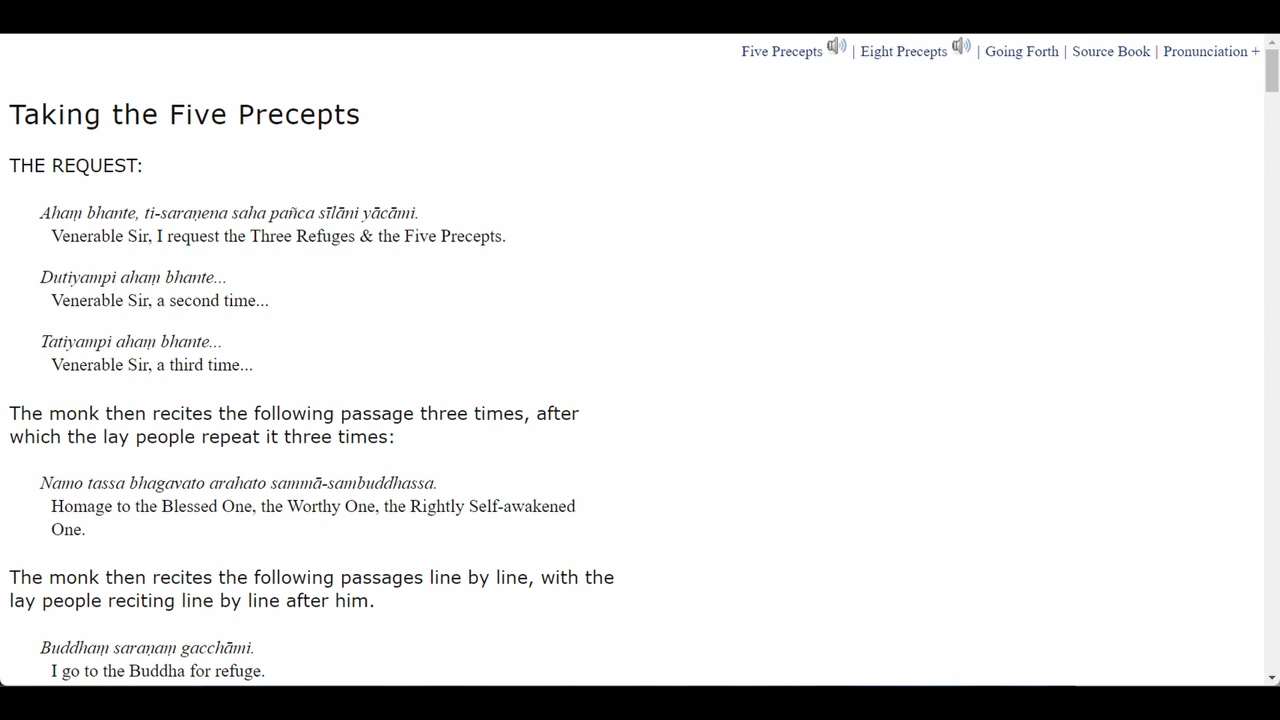 Five Precepts | Eight Precepts | Going Forth | Source Book | Pronunciation +
Taking the Five Precepts
THE REQUEST:
Ahaṃ bhante, ti-saraṇena saha pañca sīlāni yācāmi.
Venerable Sir, I request the Three Refuges & the Five Precepts.
Dutiyampi ahaṃ bhante...
Venerable Sir, a second time...
Tatiyampi ahaṃ bhante...
Venerable Sir, a third time...
The monk then recites the following passage three times, after
which the lay people repeat it three times:
Namo tassa bhagavato arahato sammā-sambuddhassa.
Homage to the Blessed One, the Worthy One, the Rightly Self-awakened
One.
The monk then recites the following passages line by line, with the
lay people reciting line by line after him.
Buddhaṃ saraṇaṃ gacchāmi.
I go to the Buddha for refuge.